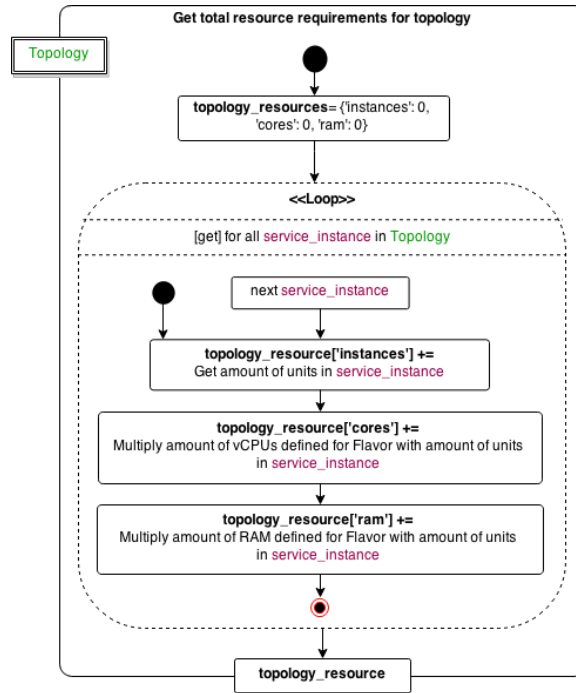 Get total resource requirements for topology
Topology
topology_resources= {'instances': 0,
'cores': 0, 'ram': 0}
<<Loop>>
[get] for all service_instance in Topology
next service_instance
topology_resource['instances'] +=
Get amount of units in service_instance
topology_resource['cores'] +=
Multiply amount of vCPUs defined for Flavor with amount of units
in service_instance
topology_resource['ram'] +=
Multiply amount of RAM defined for Flavor with amount of units
in service_instance
topology_resource